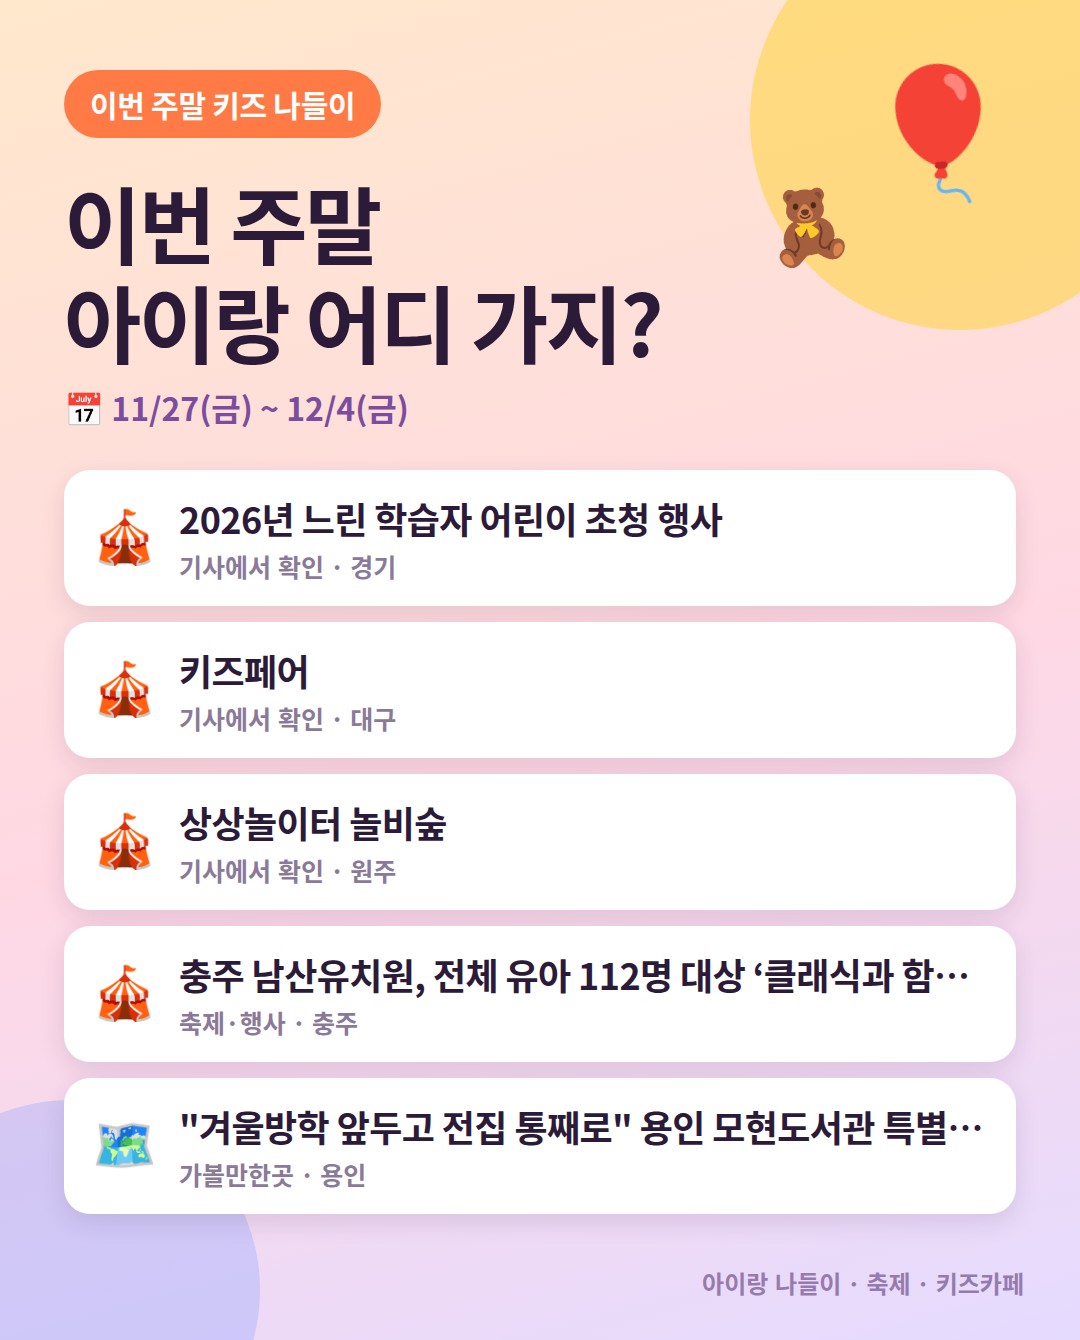 이번 주말 키즈 나들이
이번 주말
아이랑 어디 가지?
📅 11/27(금) ~ 12/4(금)
2026년 느린 학습자 어린이 초청 행사
기사에서 확인 · 경기
키즈페어
기사에서 확인 · 대구
상상놀이터 놀비숲
기사에서 확인 · 원주
충주 남산유치원, 전체 유아 112명 대상 ‘클래식과 함…
축제·행사 · 충주
"겨울방학 앞두고 전집 통째로" 용인 모현도서관 특별…
가볼만한곳 · 용인
아이랑 나들이 · 축제 · 키즈카페